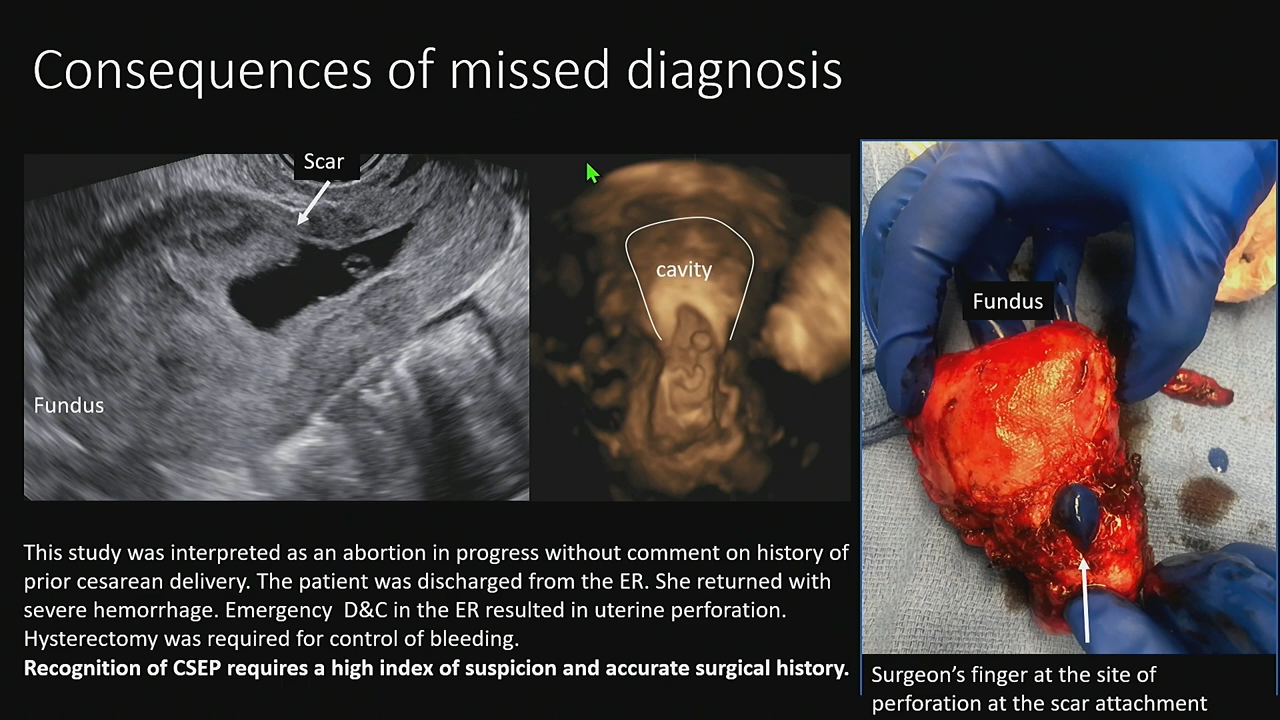 Consequences of missed diagnosis
Scar
Fundus
cavity
Fundus
This study was interpreted as an abortion in progress without comment on history of
prior cesarean delivery. The patient was discharged from the ER. She returned with
severe hemorrhage. Emergency  D&C in the ER resulted in uterine perforation.
Hysterectomy was required for control of bleeding.
Recognition of CSEP requires a high index of suspicion and accurate surgical history.
Surgeon's finger at the site of
perforation at the scar attachment